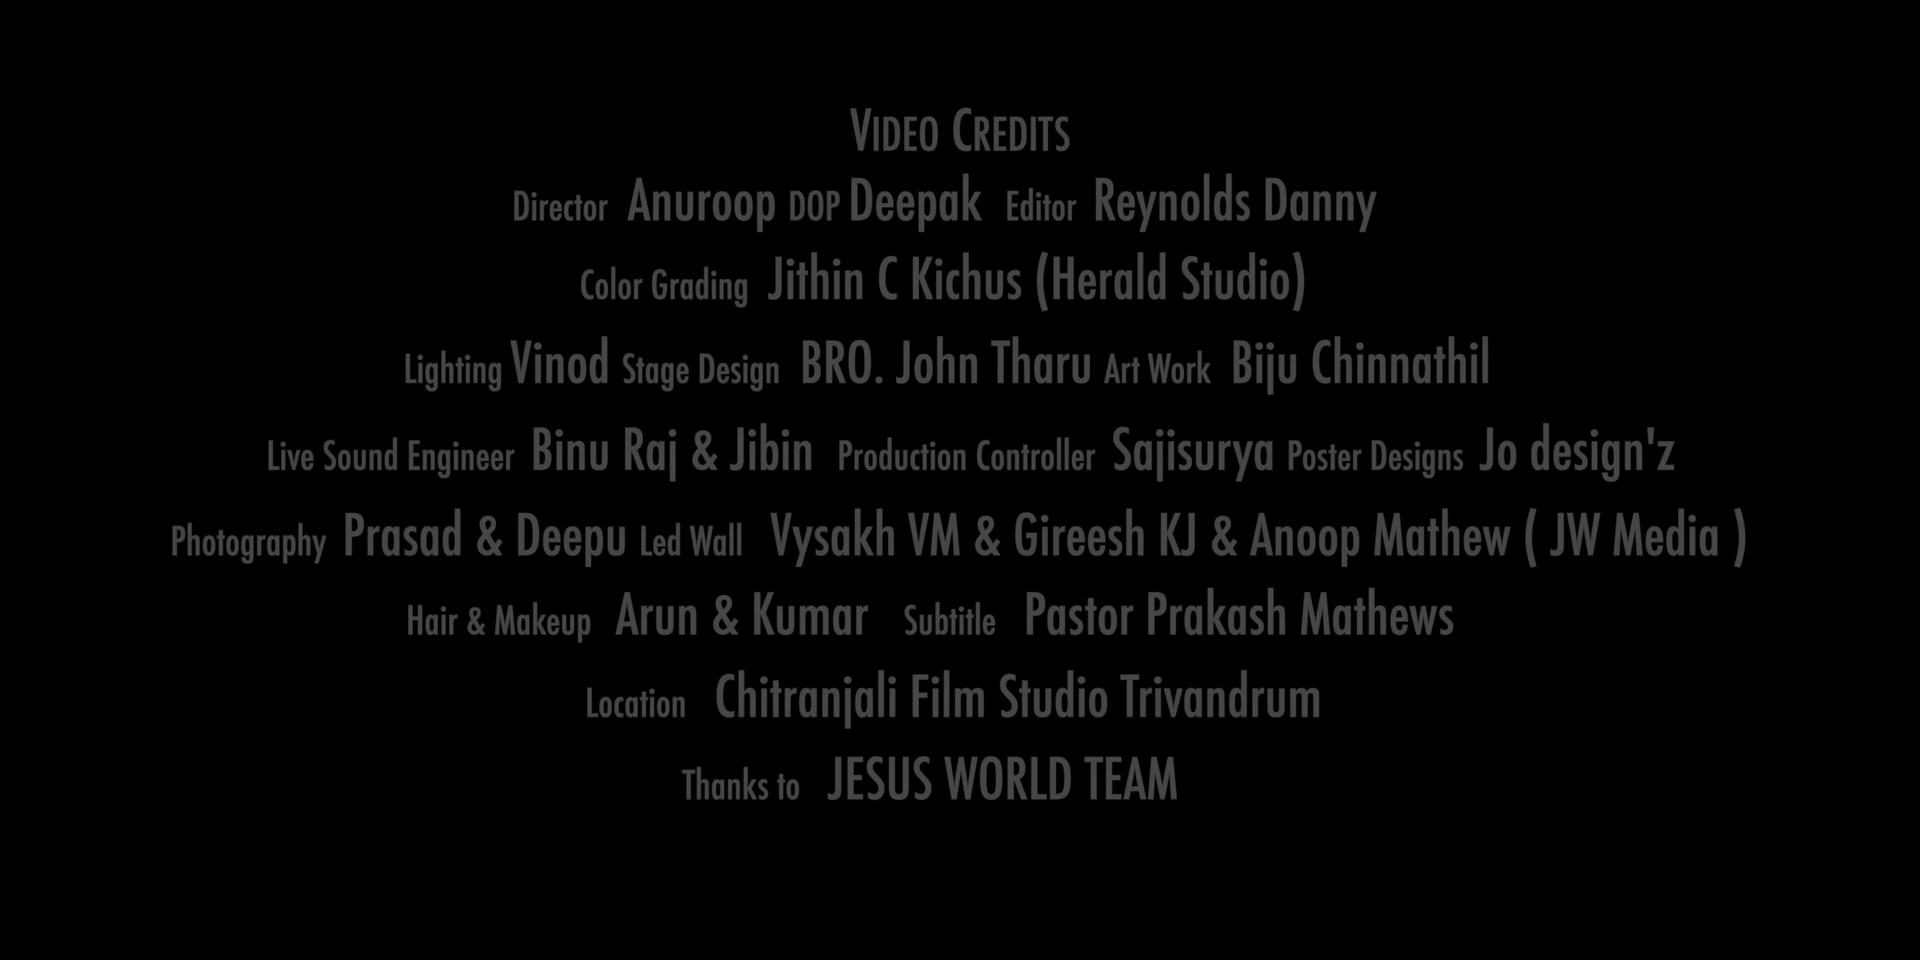 VIDEO CREDITS
Director Anuroop DOP Deepak Editor Reynolds Danny
Color Grading Jithin C Kichus (Herald Studio)
Lighting Vinod Stage Design BRO. John Tharu Art Work Biju Chinnathil
Live Sound Engineer Binu Raj & Jibin Production Controller Sajisurya Poster Designs Jo design'z
Photography Prasad & Deepu Led Wall Vysakh VM & Gireesh KJ & Anoop Mathew ( JW Media )
Hair & Makeup Arun & Kumar Subtitle Pastor Prakash Mathews
Location Chitranjali Film Studio Trivandrum
Thanks to JESUS WORLD TEAM